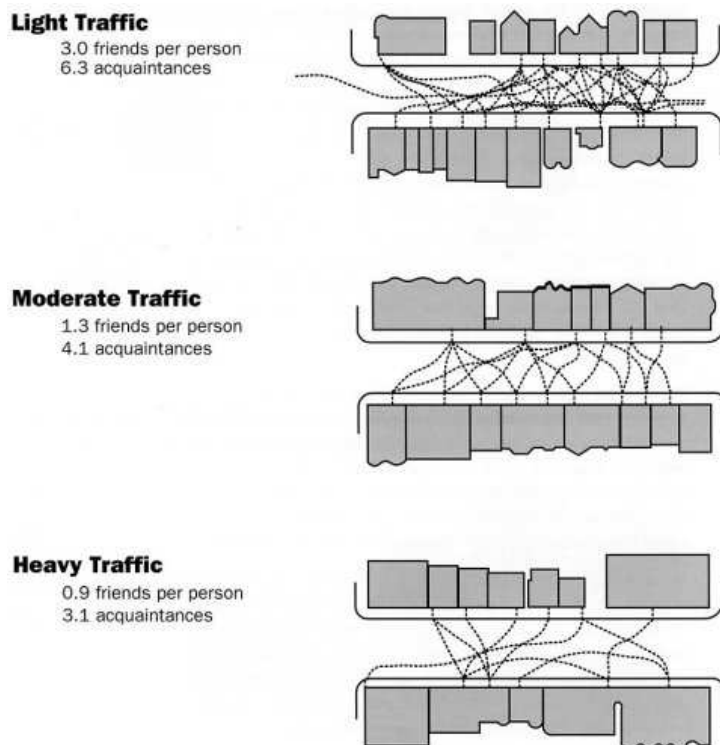 Light Traffic
3.0 friends per person
6.3 acquaintances
Moderate Traffic
1.3 friends per person
4.1 acquaintances
Heavy Traffic
0.9 friends per person
3.1 acquaintances